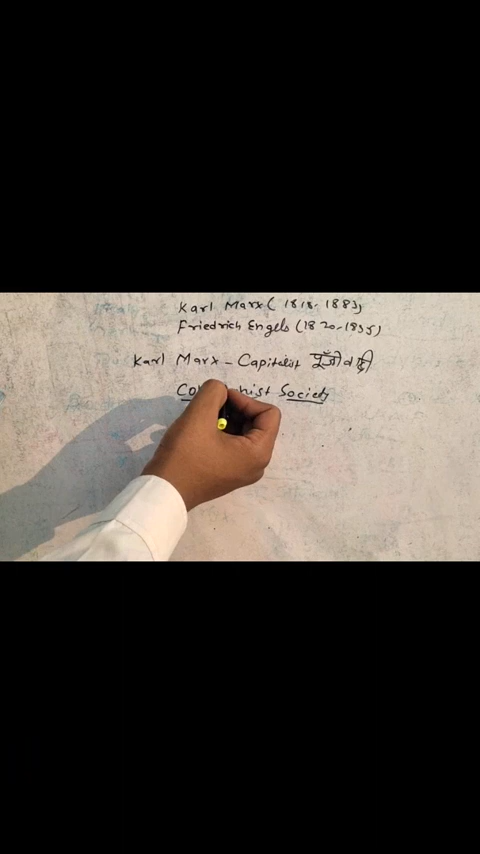 Karl Marx ( 1818-1883)
Friedrich Engels (1820-1895)
Karl Marx - Capitalist पूँजीवादी
Society